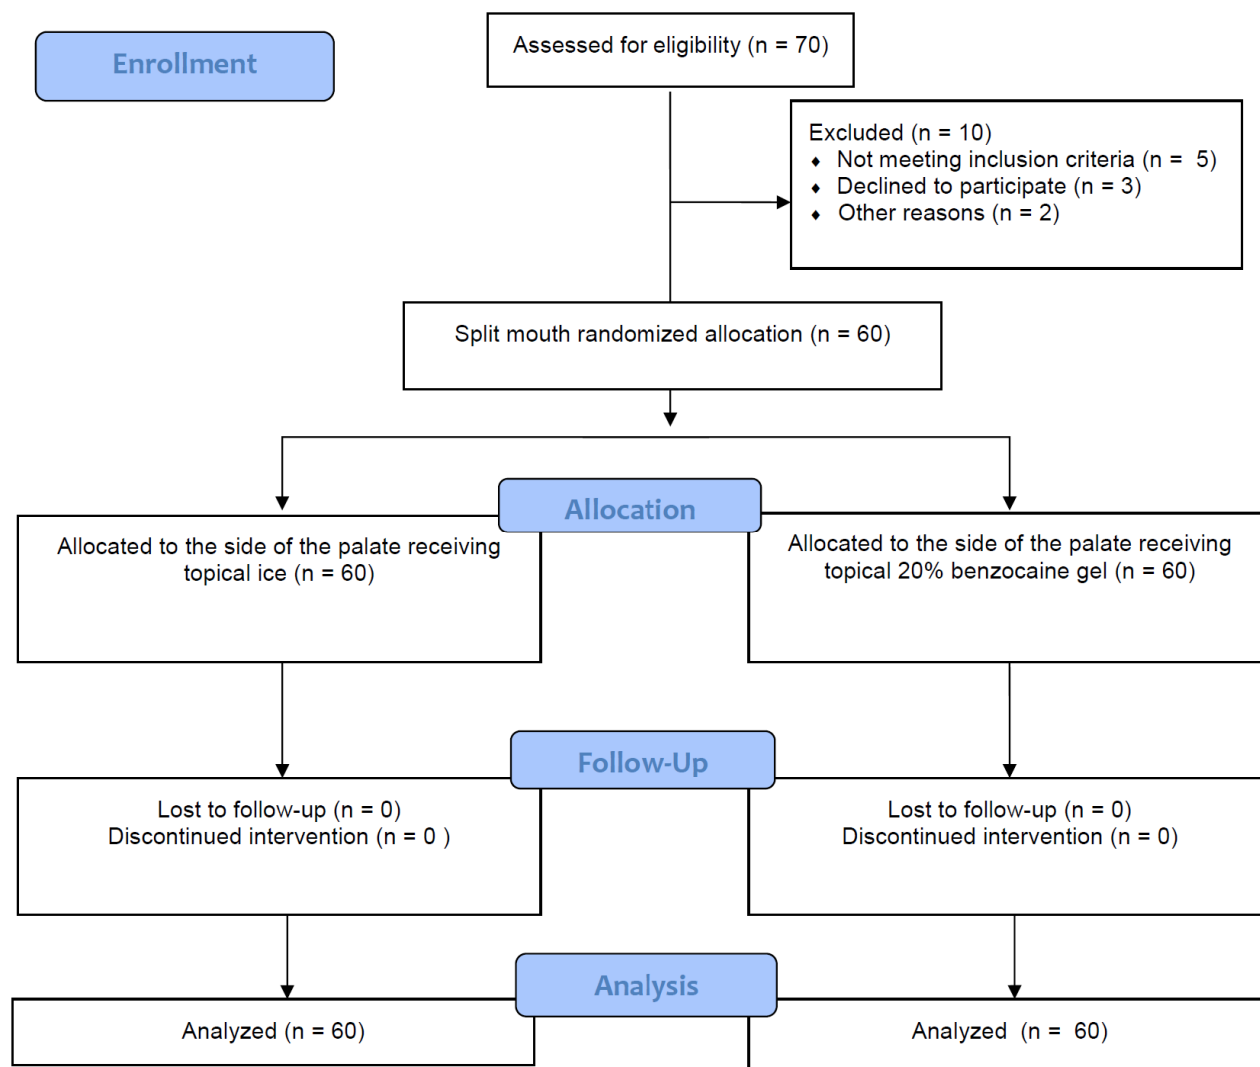 Enrollment
Assessed for eligibility (n = 70)
Excluded (n = 10)
♦ Not meeting inclusion criteria (n = 5)
♦ Declined to participate (n = 3)
♦ Other reasons (n = 2)
Split mouth randomized allocation (n = 60)
Allocation
Allocated to the side of the palate receiving
topical ice (n = 60)
Allocated to the side of the palate receiving
topical 20% benzocaine gel (n = 60)
Follow-Up
Lost to follow-up (n = 0)
Discontinued intervention (n = 0 )
Lost to follow-up (n = 0)
Discontinued intervention (n = 0)
Analysis
Analyzed (n = 60)
Analyzed (n = 60)